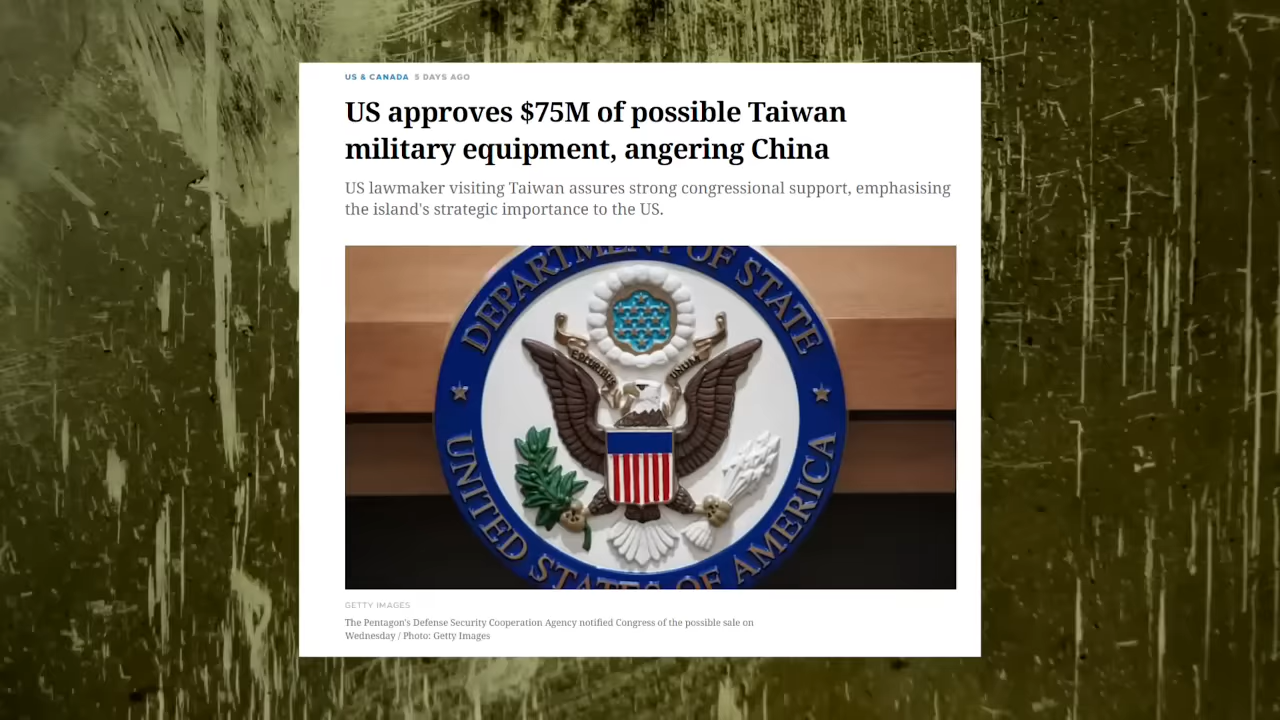 US & CANADA 5 DAYS AGO
US approves $75M of possible Taiwan
military equipment, angering China
US lawmaker visiting Taiwan assures strong congressional support, emphasising
the island's strategic importance to the US.
DEPARTMENT OF STATE
UNUM
UNITED STATES OF AMERICA
GETTY IMAGES
The Pentagon's Defense Security Cooperation Agency notified Congress of the possible sale on
Wednesday / Photo: Getty Images